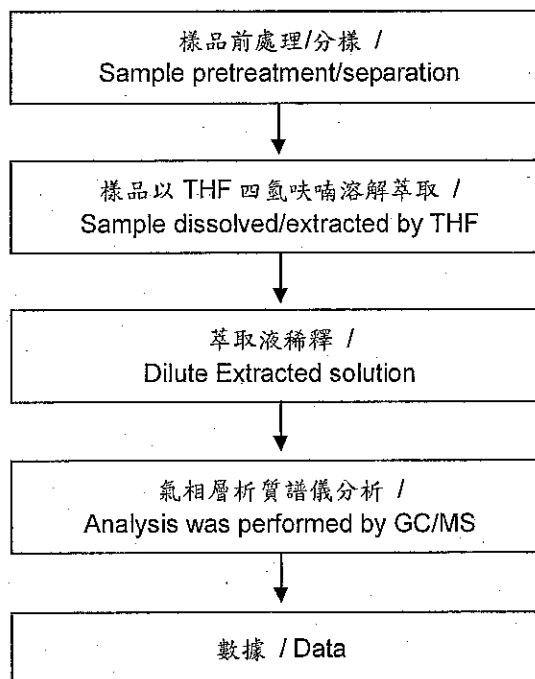 樣品前處理/分樣 /
Sample pretreatment/separation
樣品以 THF 四氫呋喃溶解萃取 /
Sample dissolved/extracted by THF
萃取液稀釋 /
Dilute Extracted solution
氣相層析質譜儀分析 /
Analysis was performed by GC/MS
數據 / Data